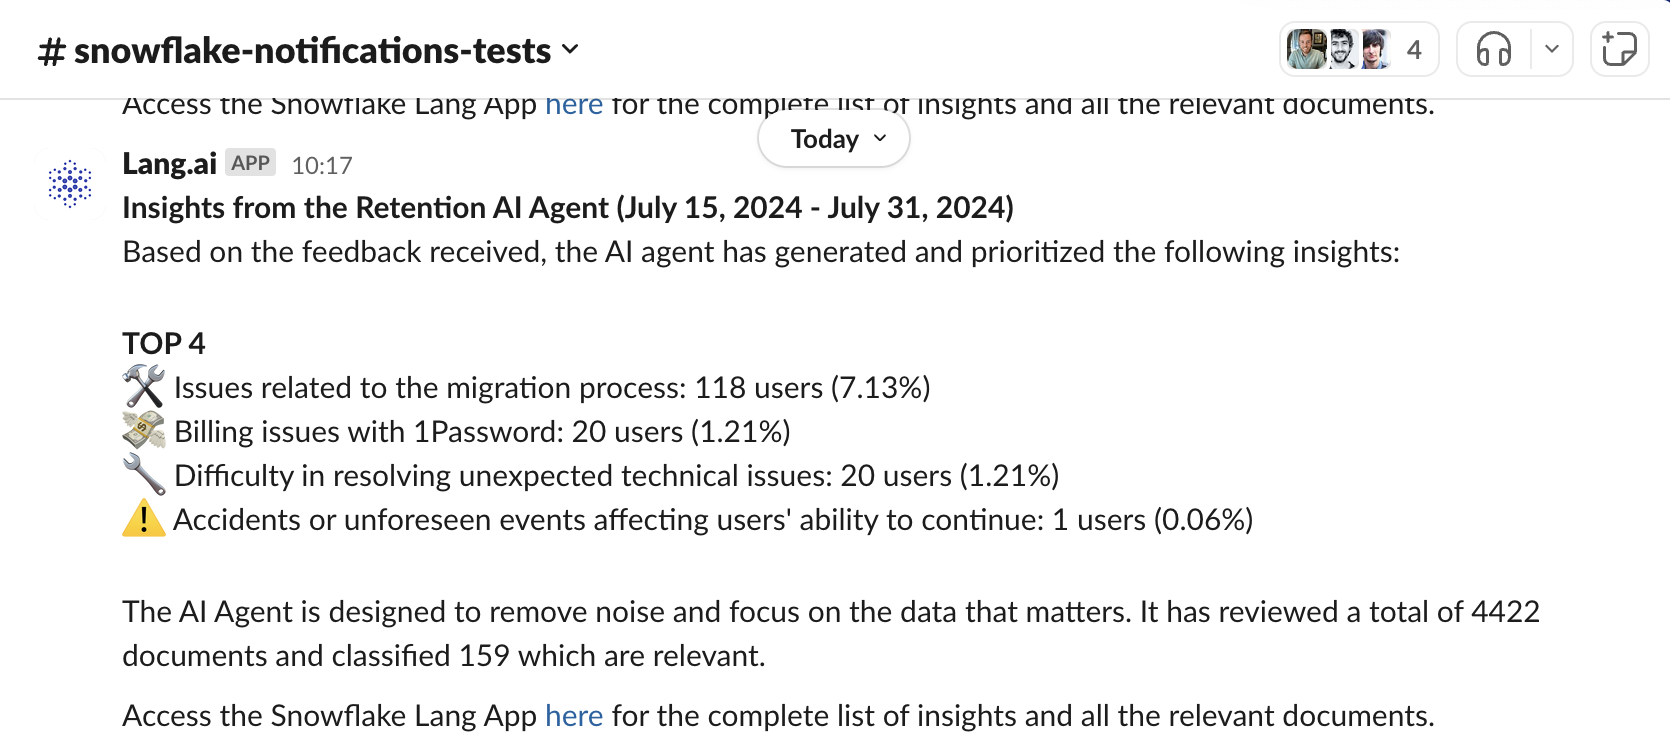 # snowflake-notifications-tests
4
Access the Snowflake Lang App here for the complete list of insights and all the relevant documents.
Today
Lang.ai APP 10:17
Insights from the Retention AI Agent (July 15, 2024 - July 31, 2024)
Based on the feedback received, the AI agent has generated and prioritized the following insights:
TOP 4
Issues related to the migration process: 118 users (7.13%)
Billing issues with 1Password: 20 users (1.21%)
Difficulty in resolving unexpected technical issues: 20 users (1.21%)
Accidents or unforeseen events affecting users' ability to continue: 1 users (0.06%)
The AI Agent is designed to remove noise and focus on the data that matters. It has reviewed a total of 4422
documents and classified 159 which are relevant.
Access the Snowflake Lang App here for the complete list of insights and all the relevant documents.